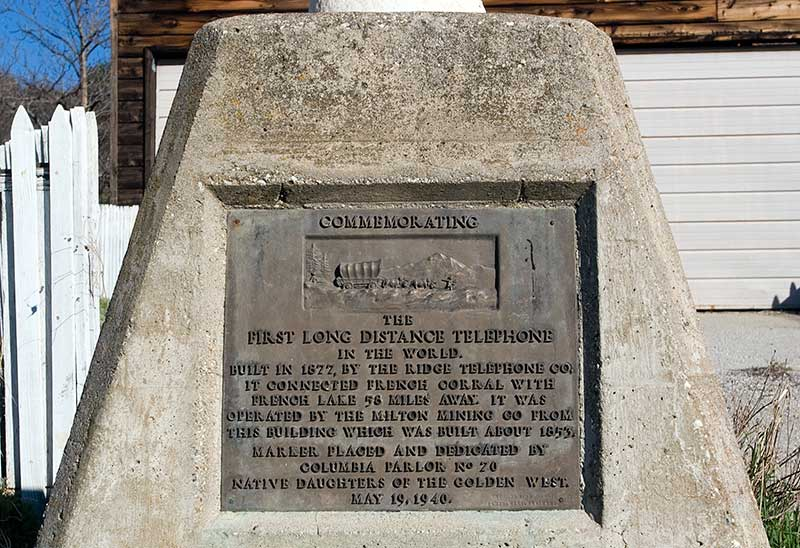 COMMEMORATING
THE
FIRST LONG DISTANCE TELEPHONE
IN THE WORLD.
BUILT IN 1877, BY THE RIDGE TELEPHONE CO:
IT CONNECTED FRENCH CORRAL WITH
FRENCH LAKE 58 MILES AWAY. IT WAS
OPERATED BY THE MILTON MINING CO FROM
THIS BUILDING WHICH WAS BUILT ABOUT 1853.
MARKER PLACED AND DEDICATED BY
COLUMBIA PARLOR Nº 70
NATIVE DAUGHTERS OF THE GOLDEN WEST.
MAY 19, 1940.